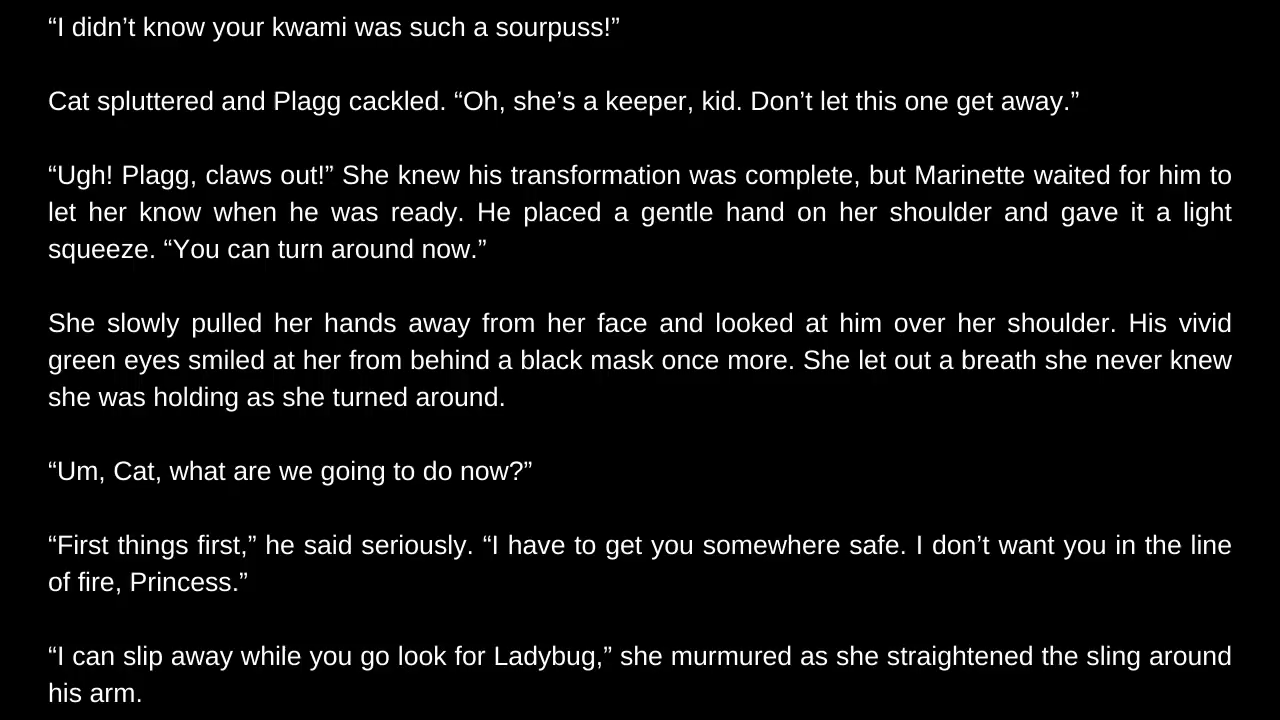 “I didn’t know your kwami was such a sourpuss!”
Cat spluttered and Plagg cackled. “Oh, she’s a keeper, kid. Don’t let this one get away.”
“Ugh! Plagg, claws out!” She knew his transformation was complete, but Marinette waited for him to
let her know when he was ready. He placed a gentle hand on her shoulder and gave it a light
squeeze. “You can turn around now.”
She slowly pulled her hands away from her face and looked at him over her shoulder. His vivid
green eyes smiled at her from behind a black mask once more. She let out a breath she never knew
she was holding as she turned around.
“Um, Cat, what are we going to do now?”
“First things first,” he said seriously. “I have to get you somewhere safe. I don’t want you in the line
of fire, Princess.”
“I can slip away while you go look for Ladybug,” she murmured as she straightened the sling around
his arm.